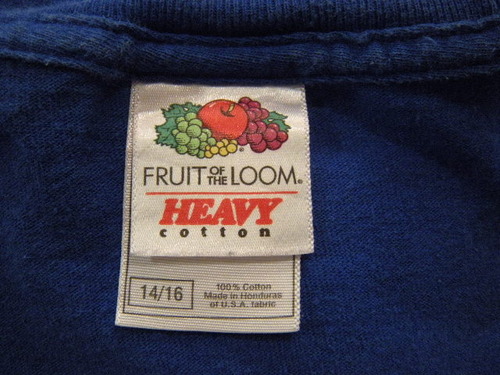 FRUIT OF THE LOOM®
HEAVY
cotton
14/16
100% Cotton
Made in Honduras
of U.S.A. fabric